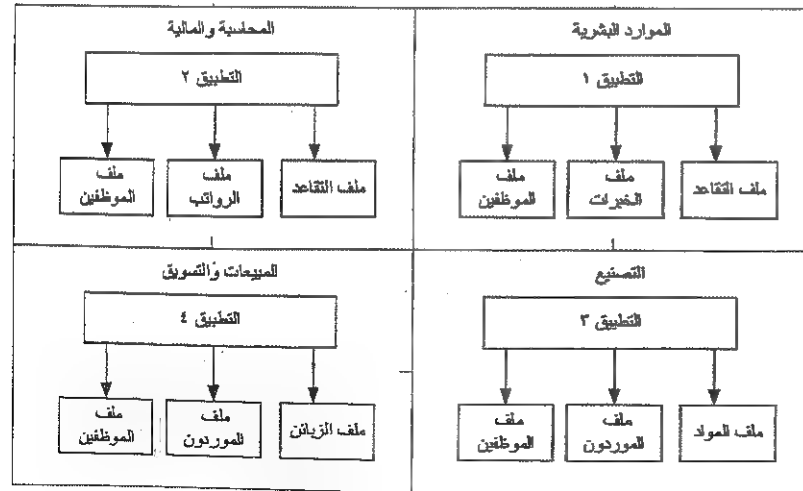 الموارد البشرية
التطبيق ١
ملف التقاعد
ملف
الخبرات
ملف
الموظفين
المحاسبة والمالية
التطبيق ٢
ملف التقاعد
ملف
الرواتب
ملف
الموظفين
التصنيع
التطبيق ٣
ملف المواد
ملف
الموردون
ملف
الموظفين
المبيعات والتسويق
التطبيق ٤
ملف الزبائن
ملف
الموردون
ملف
الموظفين